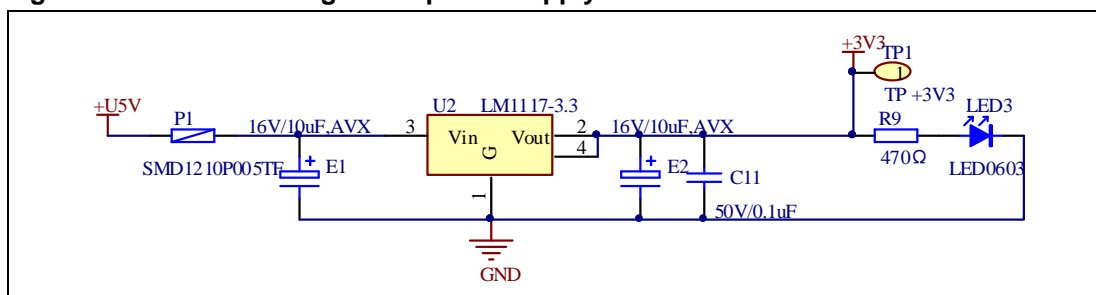 +3V3
TP1
1
TP +3V3
+U5V
P1
16V/10uF,AVX
SMD1210P005TF
E1
U2
LM1117-3.3
3
Vin
Vout
G
2
4
1
16V/10uF,AVX
E2
C11
50V/0.1uF
R9
470Ω
LED3
LED0603
GND